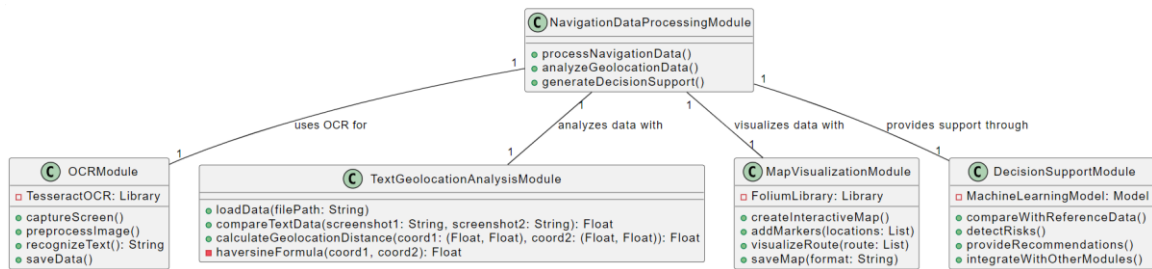 C NavigationDataProcessingModule
processNavigationData()
analyzeGeolocationData()
generateDecisionSupport()
1
1
1
1
uses OCR for
analyzes data with
visualizes data with
provides support through
1
1
1
1
C OCRModule
TesseractOCR: Library
captureScreen()
preprocessImage()
recognizeText(): String
saveData()
C TextGeolocationAnalysisModule
loadData(filePath: String)
compareTextData(screenshot1: String, screenshot2: String): Float
calculateGeolocationDistance(coord1: (Float, Float), coord2: (Float, Float)): Float
haversineFormula(coord1, coord2): Float
C MapVisualizationModule
FoliumLibrary: Library
createInteractiveMap()
addMarkers(locations: List)
visualizeRoute(route: List)
saveMap(format: String)
C DecisionSupportModule
MachineLearningModel: Model
compareWithReferenceData()
detectRisks()
provideRecommendations()
integrateWithOtherModules()